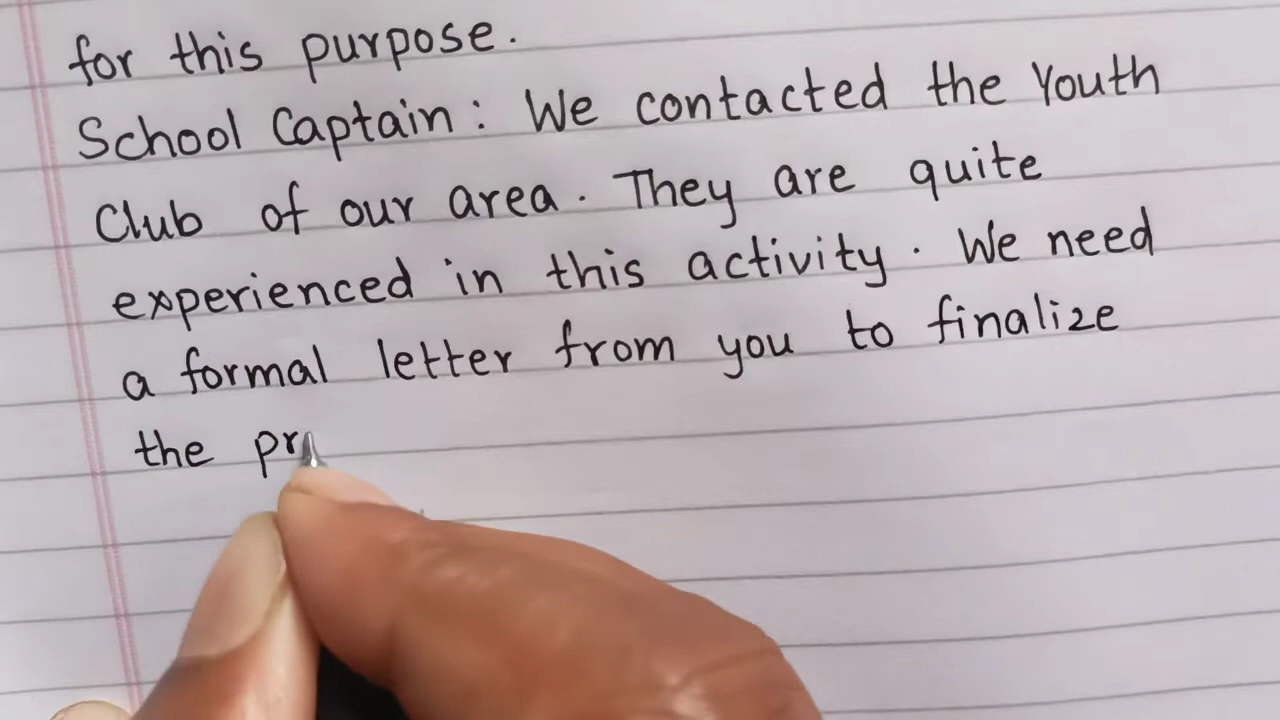 for this purpose.
School Captain: We contacted the Youth
Club of our area. They are quite
experienced in this activity. We need
a formal letter from you to finalize
the pr